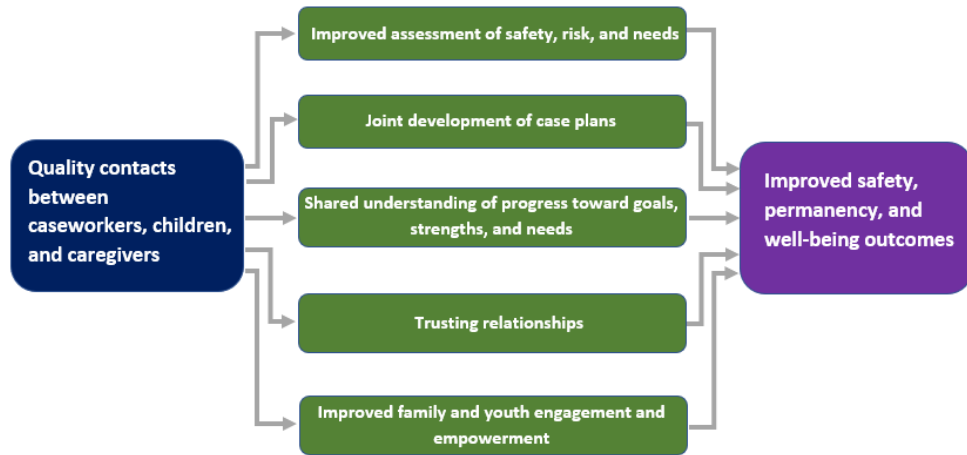 Improved assessment of safety, risk, and needs
Joint development of case plans
Quality contacts
between
caseworkers, children,
and caregivers
Shared understanding of progress toward goals,
strengths, and needs
Improved safety,
permanency, and
well-being outcomes
Trusting relationships
Improved family and youth engagement and
empowerment